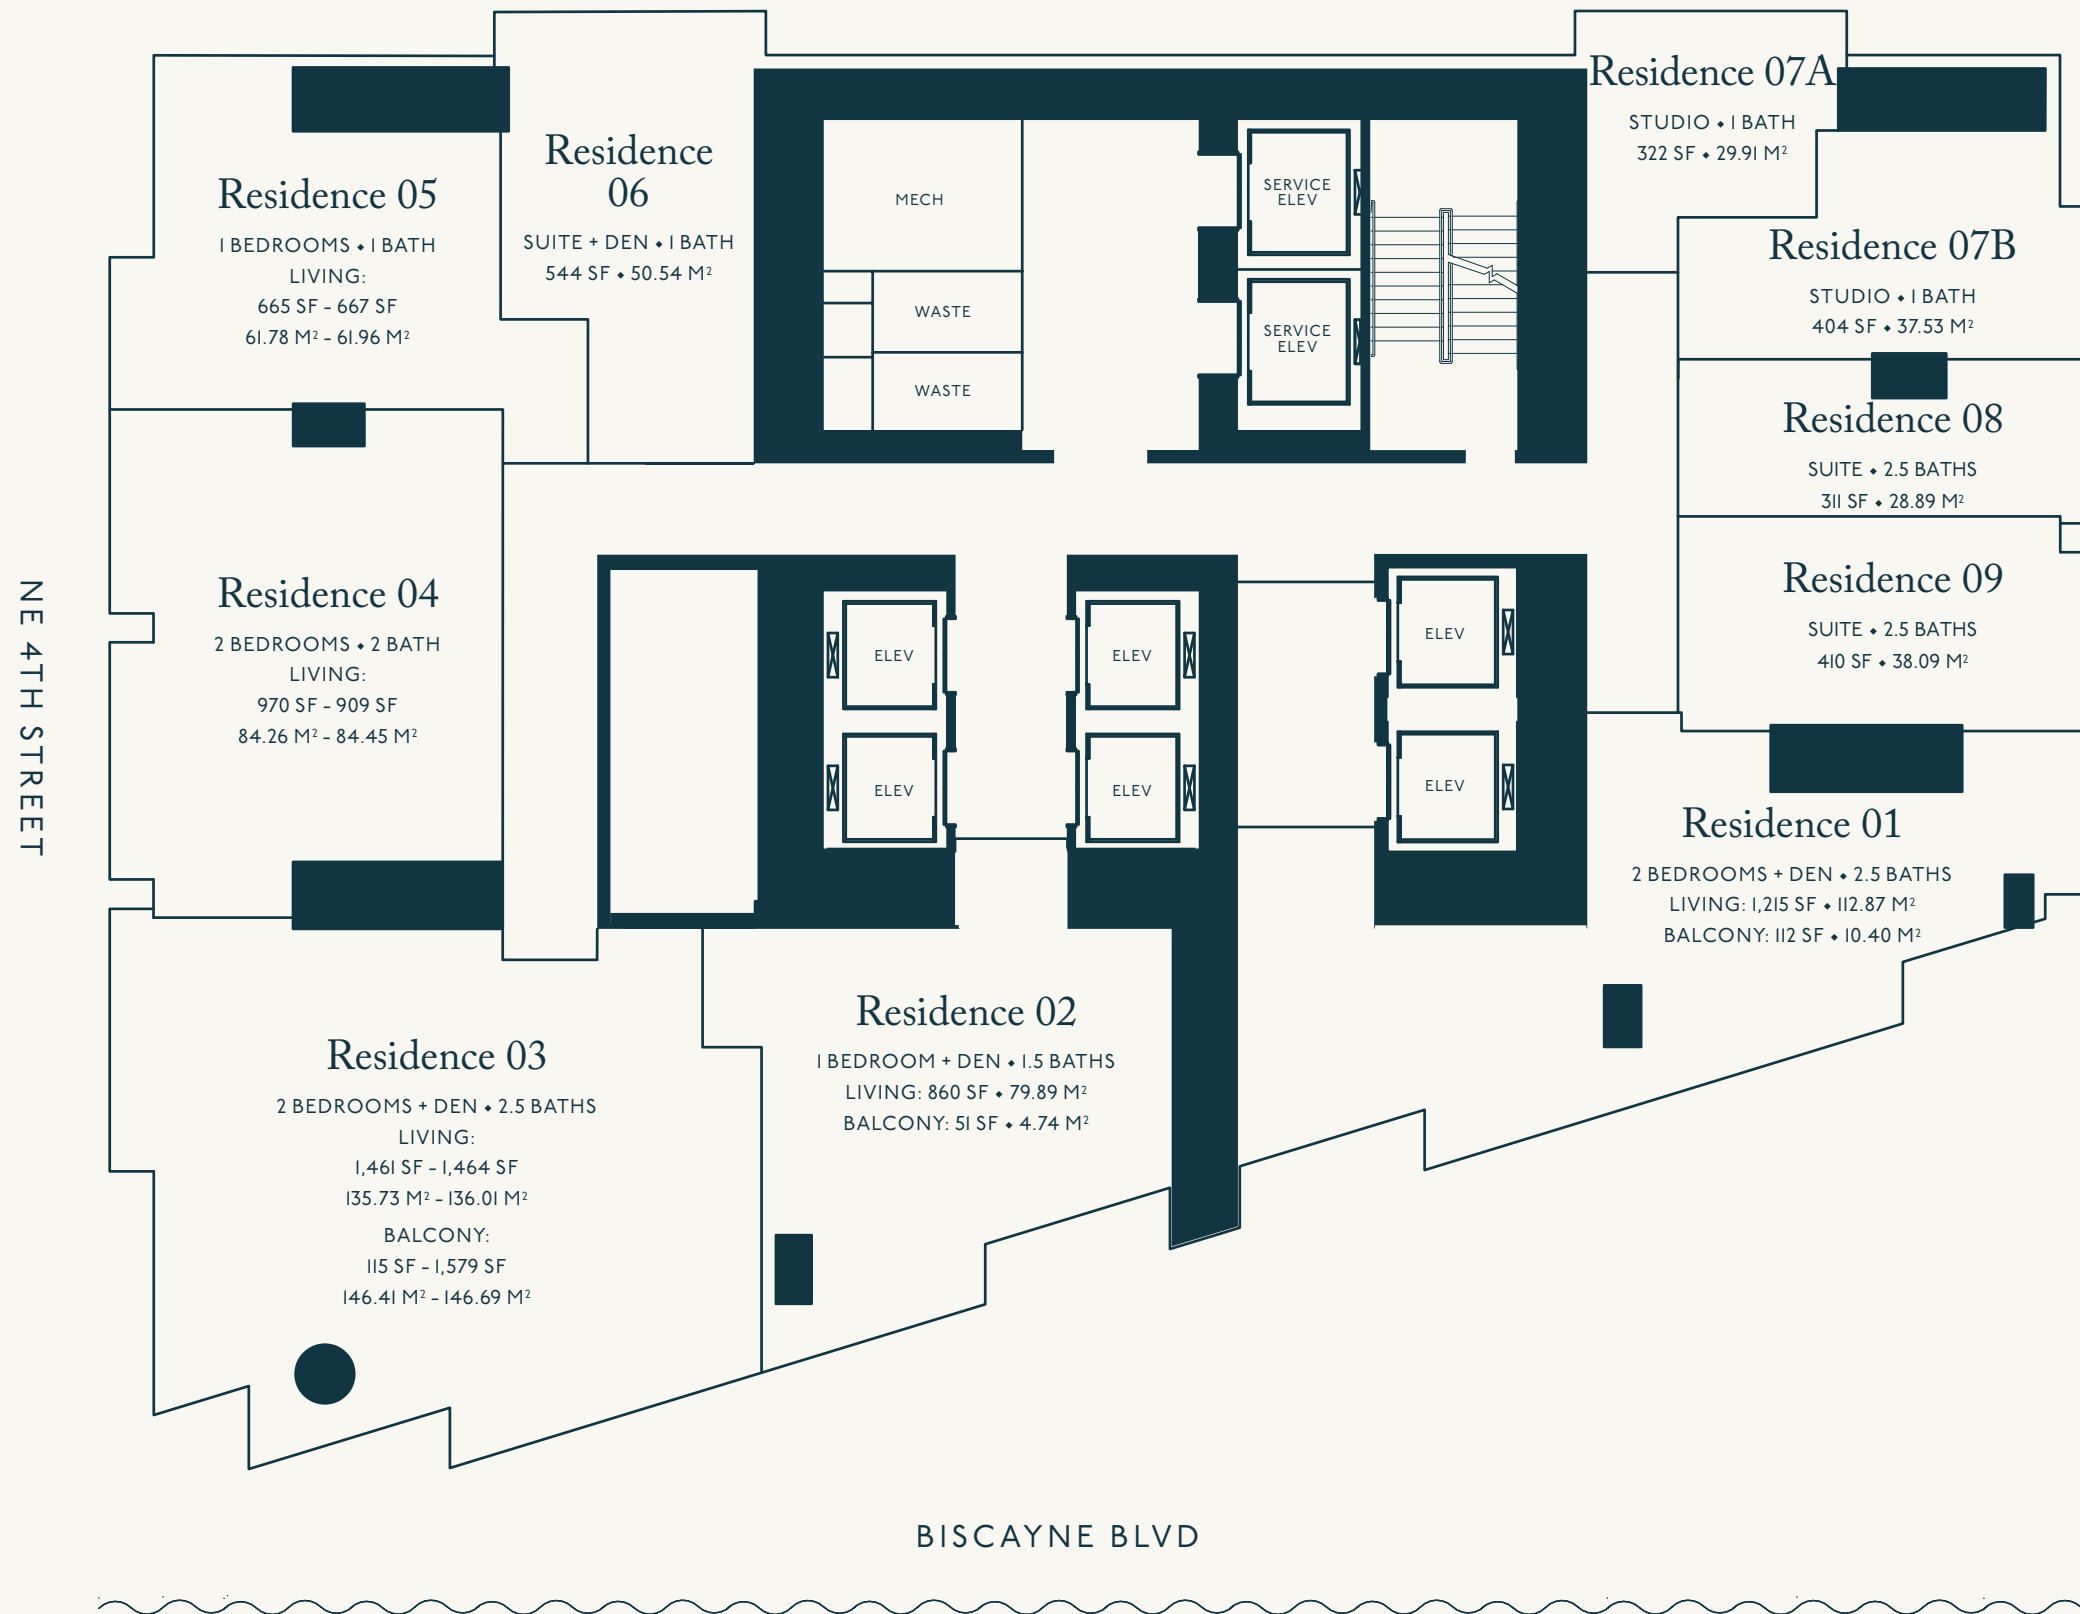 Residence 05
1 BEDROOMS ⬥ 1 BATH
LIVING:
665 SF – 667 SF
61.78 M² – 61.96 M²
Residence
06
SUITE + DEN ⬥ 1 BATH
544 SF ⬥ 50.54 M²
MECH
WASTE
WASTE
SERVICE
ELEV
SERVICE
ELEV
Residence 07A
STUDIO ⬥ 1 BATH
322 SF ⬥ 29.91 M²
Residence 07B
STUDIO ⬥ 1 BATH
404 SF ⬥ 37.53 M²
Residence 08
SUITE ⬥ 2.5 BATHS
311 SF ⬥ 28.89 M²
Residence 09
SUITE ⬥ 2.5 BATHS
410 SF ⬥ 38.09 M²
NE 4TH STREET
Residence 04
2 BEDROOMS ⬥ 2 BATH
LIVING:
970 SF – 909 SF
84.26 M² – 84.45 M²
ELEV
ELEV
ELEV
ELEV
ELEV
ELEV
Residence 01
2 BEDROOMS + DEN ⬥ 2.5 BATHS
LIVING: 1,215 SF ⬥ 112.87 M²
BALCONY: 112 SF ⬥ 10.40 M²
Residence 03
2 BEDROOMS + DEN ⬥ 2.5 BATHS
LIVING:
1,461 SF – 1,464 SF
135.73 M² – 136.01 M²
BALCONY:
115 SF – 1,579 SF
146.41 M² – 146.69 M²
Residence 02
1 BEDROOM + DEN ⬥ 1.5 BATHS
LIVING: 860 SF ⬥ 79.89 M²
BALCONY: 51 SF ⬥ 4.74 M²
BISCAYNE BLVD